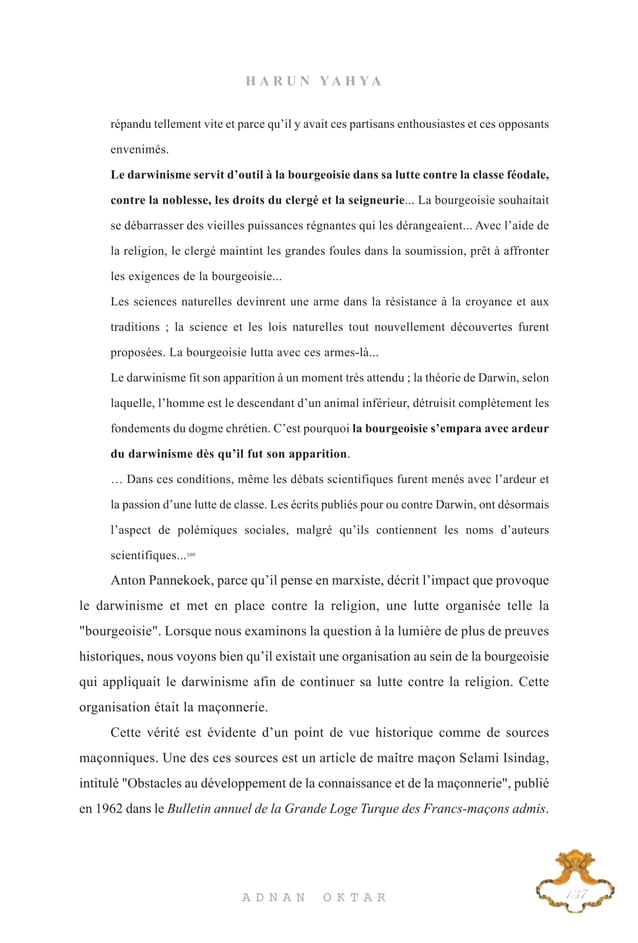 HARUN YAHYA
répandu tellement vite et parce qu’il y avait ces partisans enthousiastes et ces opposants
envenimés.
Le darwinisme servit d’outil à la bourgeoisie dans sa lutte contre la classe féodale,
contre la noblesse, les droits du clergé et la seigneurie... La bourgeoisie souhaitait
se débarrasser des vieilles puissances régnantes qui les dérangeaient... Avec l’aide de
la religion, le clergé maintint les grandes foules dans la soumission, prêt à affronter
les exigences de la bourgeoisie...
Les sciences naturelles devinrent une arme dans la résistance à la croyance et aux
traditions ; la science et les lois naturelles tout nouvellement découvertes furent
proposées. La bourgeoisie lutta avec ces armes-là...
Le darwinisme fit son apparition à un moment très attendu ; la théorie de Darwin, selon
laquelle, l’homme est le descendant d’un animal inférieur, détruisit complètement les
fondements du dogme chrétien. C’est pourquoi la bourgeoisie s’empara avec ardeur
du darwinisme dès qu’il fut son apparition.
… Dans ces conditions, même les débats scientifiques furent menés avec l’ardeur et
la passion d’une lutte de classe. Les écrits publiés pour ou contre Darwin, ont désormais
l’aspect de polémiques sociales, malgré qu’ils contiennent les noms d’auteurs
scientifiques...109
Anton Pannekoek, parce qu’il pense en marxiste, décrit l’impact que provoque
le darwinisme et met en place contre la religion, une lutte organisée telle la
"bourgeoisie". Lorsque nous examinons la question à la lumière de plus de preuves
historiques, nous voyons bien qu’il existait une organisation au sein de la bourgeoisie
qui appliquait le darwinisme afin de continuer sa lutte contre la religion. Cette
organisation était la maçonnerie.
Cette vérité est évidente d’un point de vue historique comme de sources
maçonniques. Une des ces sources est un article de maître maçon Selami Isindag,
intitulé "Obstacles au développement de la connaissance et de la maçonnerie", publié
en 1962 dans le Bulletin annuel de la Grande Loge Turque des Francs-maçons admis.
ADNAN OKTAR
137